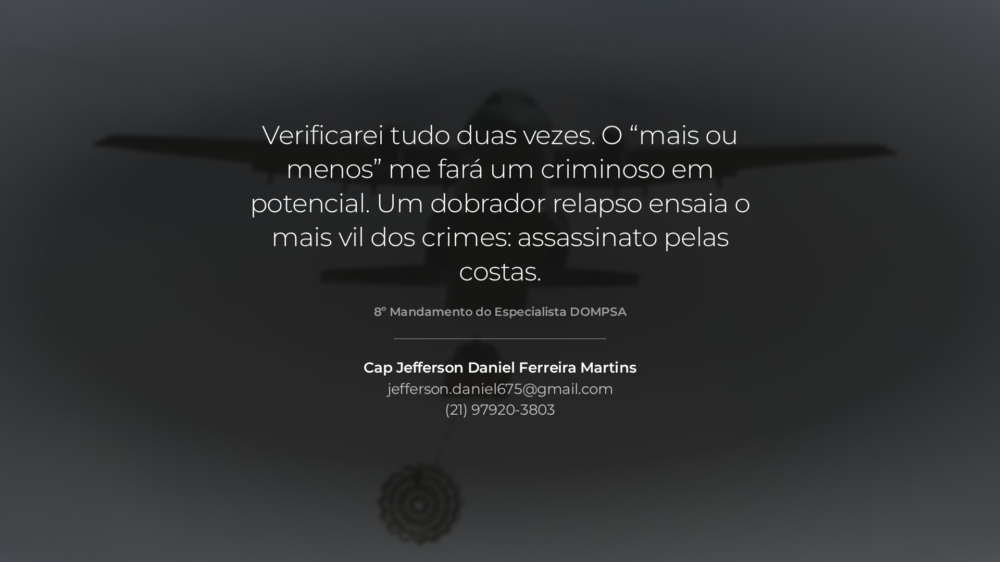 Verificarei tudo duas vezes. O “mais ou
menos” me fará um criminoso em
potencial. Um dobrador relapso ensaia o
mais vil dos crimes: assassinato pelas
costas.
8º Mandamento do Especialista DOMPSA
Cap Jefferson Daniel Ferreira Martins
jefferson.daniel675@gmail.com
(21) 97920-3803